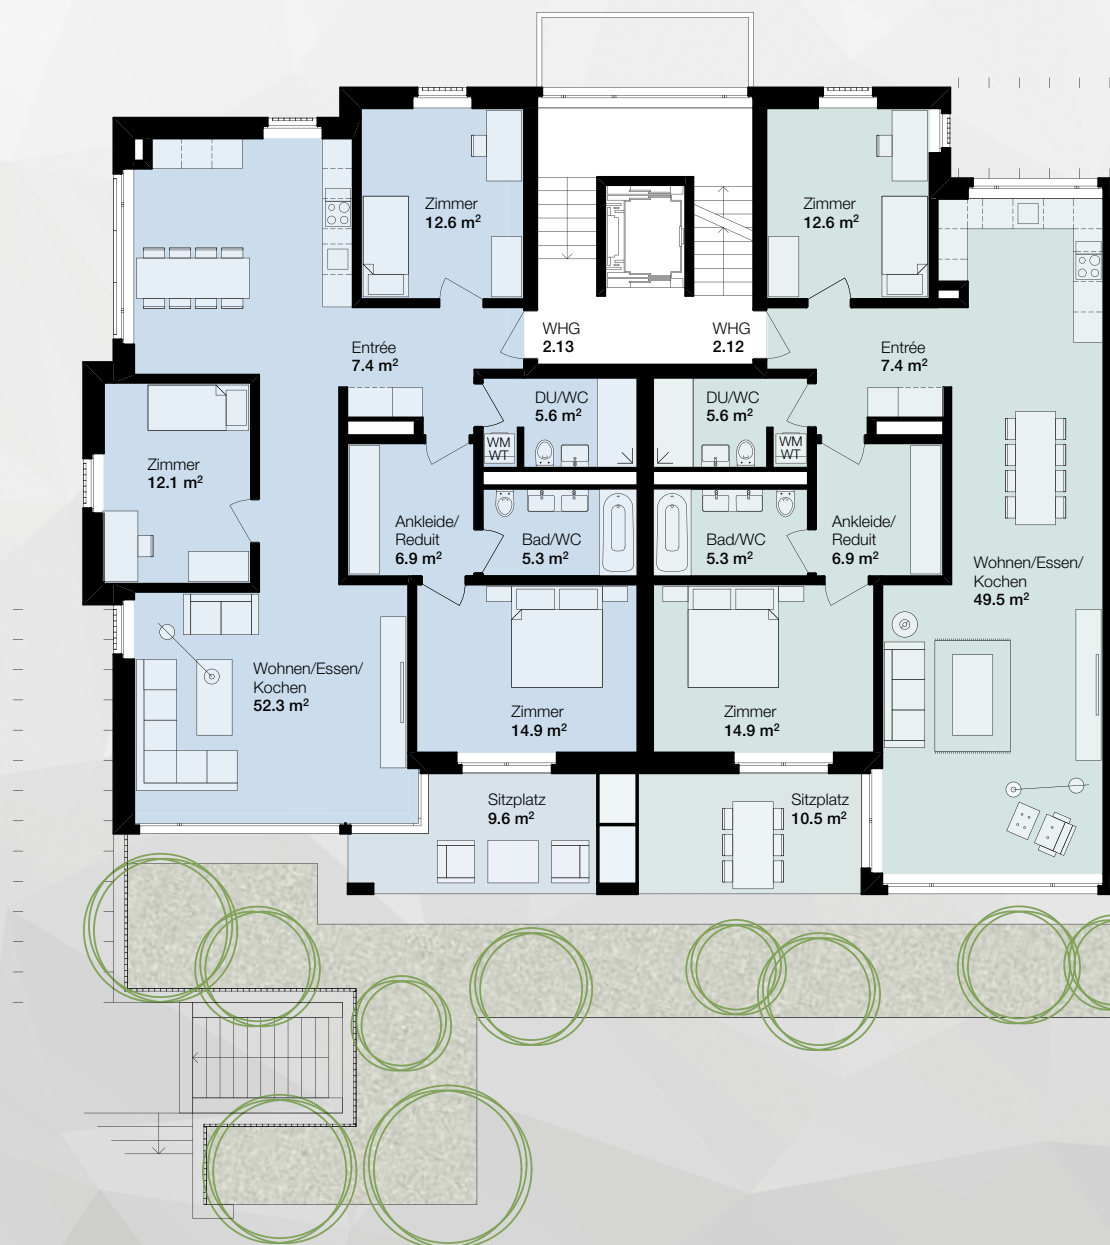 Zimmer
12.6 m²
Zimmer
12.6 m²
WHG
2.13
WHG
2.12
Entrée
7.4 m²
Entrée
7.4 m²
DU/WC
5.6 m²
DU/WC
5.6 m²
WM
WT
WM
WT
Zimmer
12.1 m²
Ankleide/
Reduit
6.9 m²
Bad/WC
5.3 m²
Bad/WC
5.3 m²
Ankleide/
Reduit
6.9 m²
Wohnen/Essen/
Kochen
49.5 m²
Wohnen/Essen/
Kochen
52.3 m²
Zimmer
14.9 m²
Zimmer
14.9 m²
Sitzplatz
9.6 m²
Sitzplatz
10.5 m²